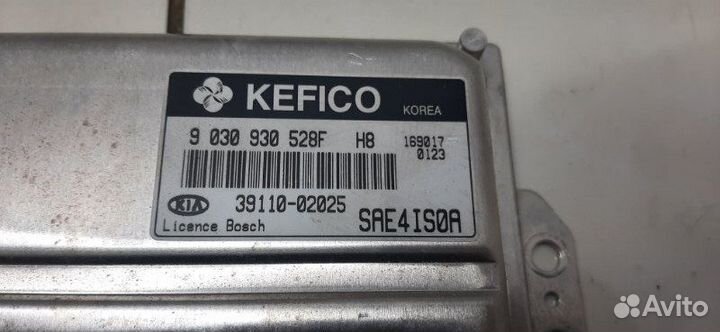 KEFICO KOREA
9 030 930 528F H8 169017
0123
KIA 39110-02025
Licence Bosch SAE4IS0A
Avito